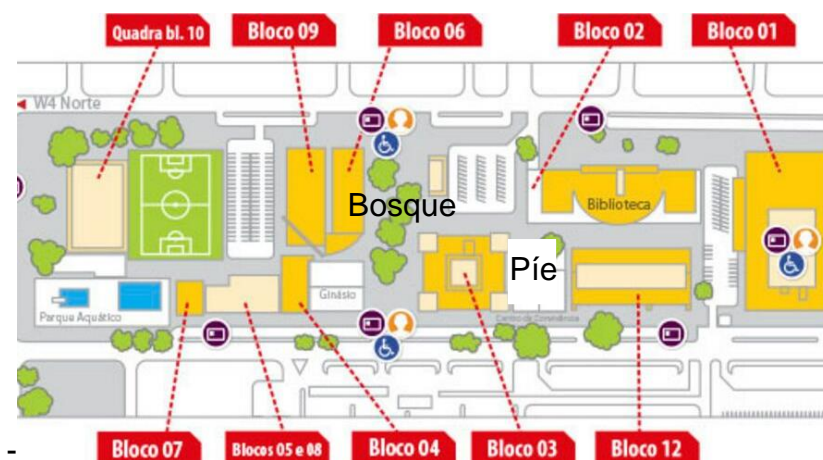 Quadra bl. 10
Bloco 09
Bloco 06
Bloco 02
Bloco 01
W4 Norte
Bosque
Biblioteca
Píe
Ginásio
Parque Aquático
Centro de Convivência
Bloco 07
Blocos 05 e 08
Bloco 04
Bloco 03
Bloco 12
-